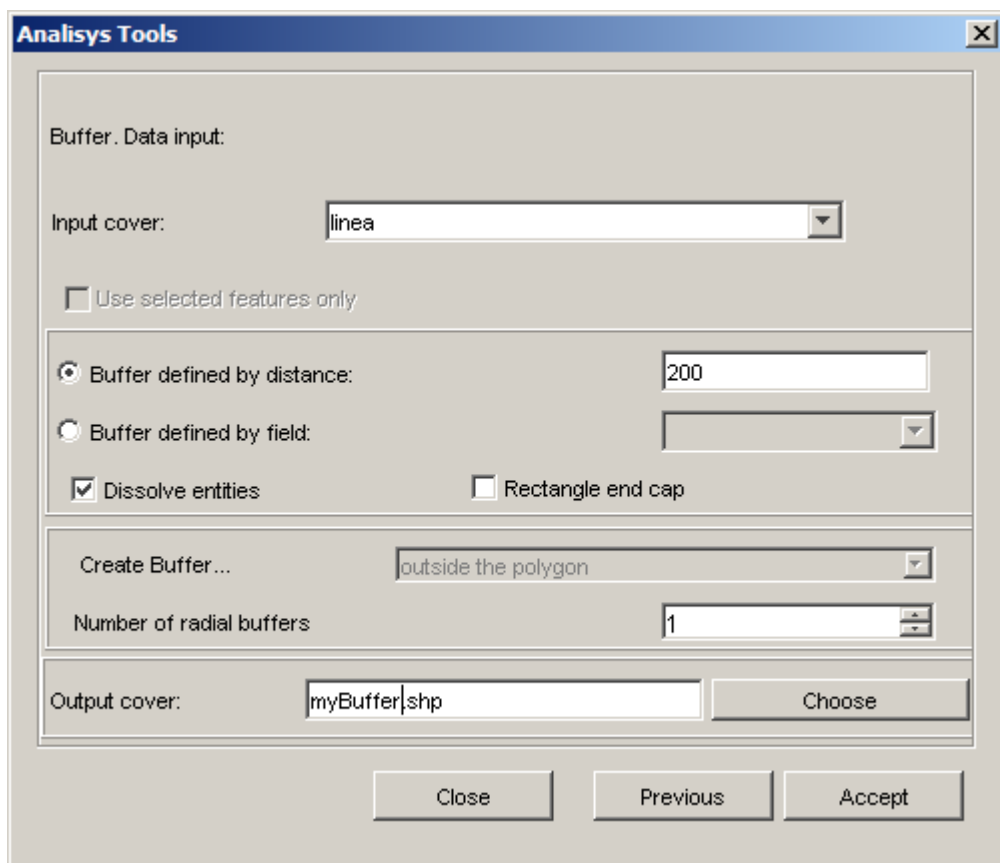 Analisys Tools
Buffer. Data input:
Input cover: linea
Use selected features only
Buffer defined by distance: 200
Buffer defined by field:
Dissolve entities Rectangle end cap
Create Buffer... outside the polygon
Number of radial buffers 1
Output cover: myBuffer.shp Choose
Close Previous Accept